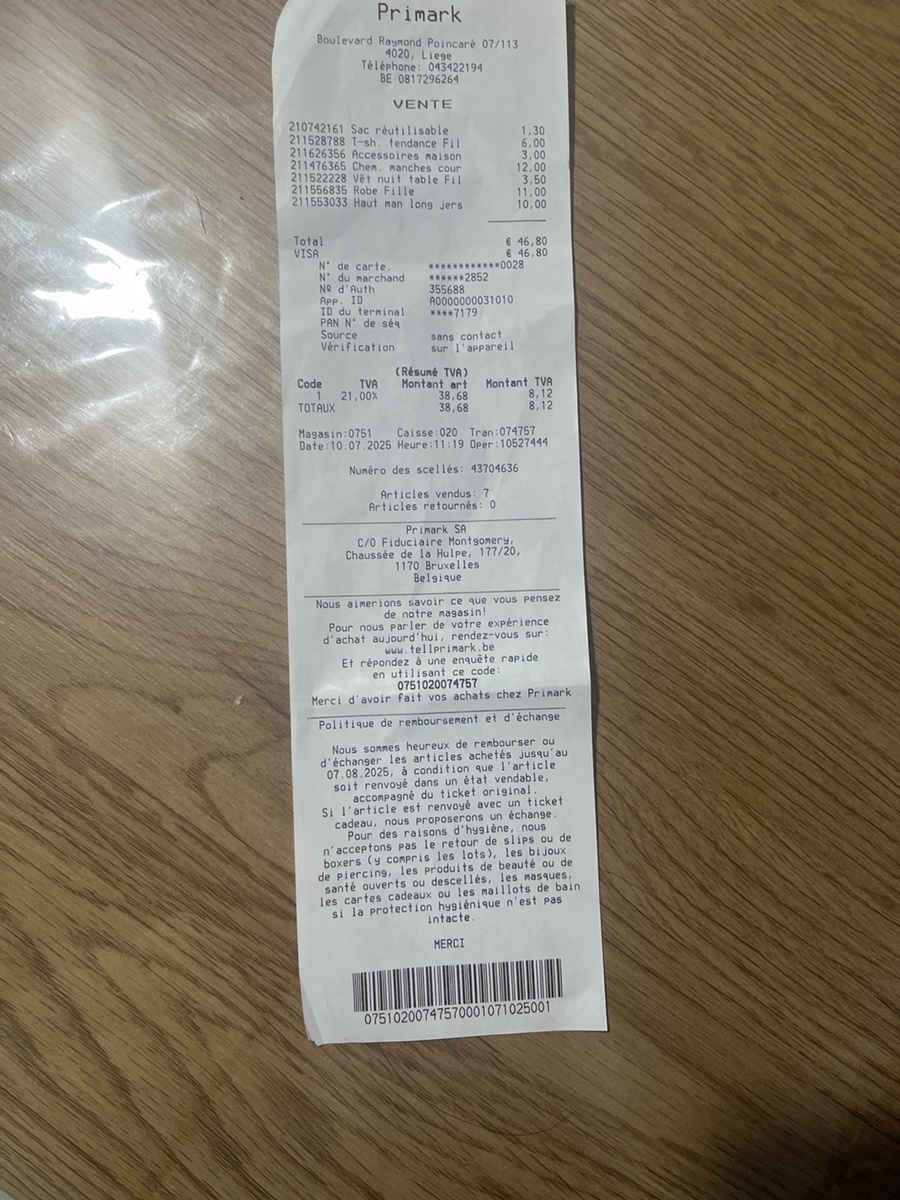 Primark
Boulevard Raymond Poincaré 07/113
4020, Liege
Téléphone: 043422194
BE 0817296264
VENTE
210742161 Sac réutilisable 1,30
211528788 T-sh. tendance Fil 6,00
211626356 Accessoires maison 3,00
211476365 Chem. manches cour 12,00
211522228 Vêt nuit table Fil 3,50
211556835 Robe Fille 11,00
211553033 Haut man long jers 10,00
Total € 46,80
VISA € 46,80
N° de carte. ************0028
N° du marchand ******2852
Nº d'Auth 355688
App. ID A0000000031010
ID du terminal ****7179
PAN N° de séq
Source sans contact
Vérification sur l'appareil
(Résumé TVA)
Code TVA Montant art Montant TVA
1 21,00% 38,68 8,12
TOTAUX 38,68 8,12
Magasin:0751 Caisse:020 Tran:074757
Date:10.07.2025 Heure:11:19 Oper:10527444
Numéro des scellés: 43704636
Articles vendus: 7
Articles retournés: 0
Primark SA
C/O Fiduciaire Montgomery,
Chaussée de la Hulpe, 177/20,
1170 Bruxelles
Belgique
Nous aimerions savoir ce que vous pensez
de notre magasin!
Pour nous parler de votre expérience
d'achat aujourd'hui, rendez-vous sur:
www.tellprimark.be
Et répondez à une enquête rapide
en utilisant ce code:
0751020074757
Merci d'avoir fait vos achats chez Primark
Politique de remboursement et d'échange
Nous sommes heureux de rembourser ou
d'échanger les articles achetés jusqu'au
07.08.2025, à condition que l'article
soit renvoyé dans un état vendable,
accompagné du ticket original.
Si l'article est renvoyé avec un ticket
cadeau, nous proposerons un échange.
Pour des raisons d'hygiène, nous
n'acceptons pas le retour de slips ou de
boxers (y compris les lots), les bijoux
de piercing, les produits de beauté ou de
santé ouverts ou descellés, les masques,
les cartes cadeaux ou les maillots de bain
si la protection hygiénique n'est pas
intacte.
MERCI
07510200747570001071025001